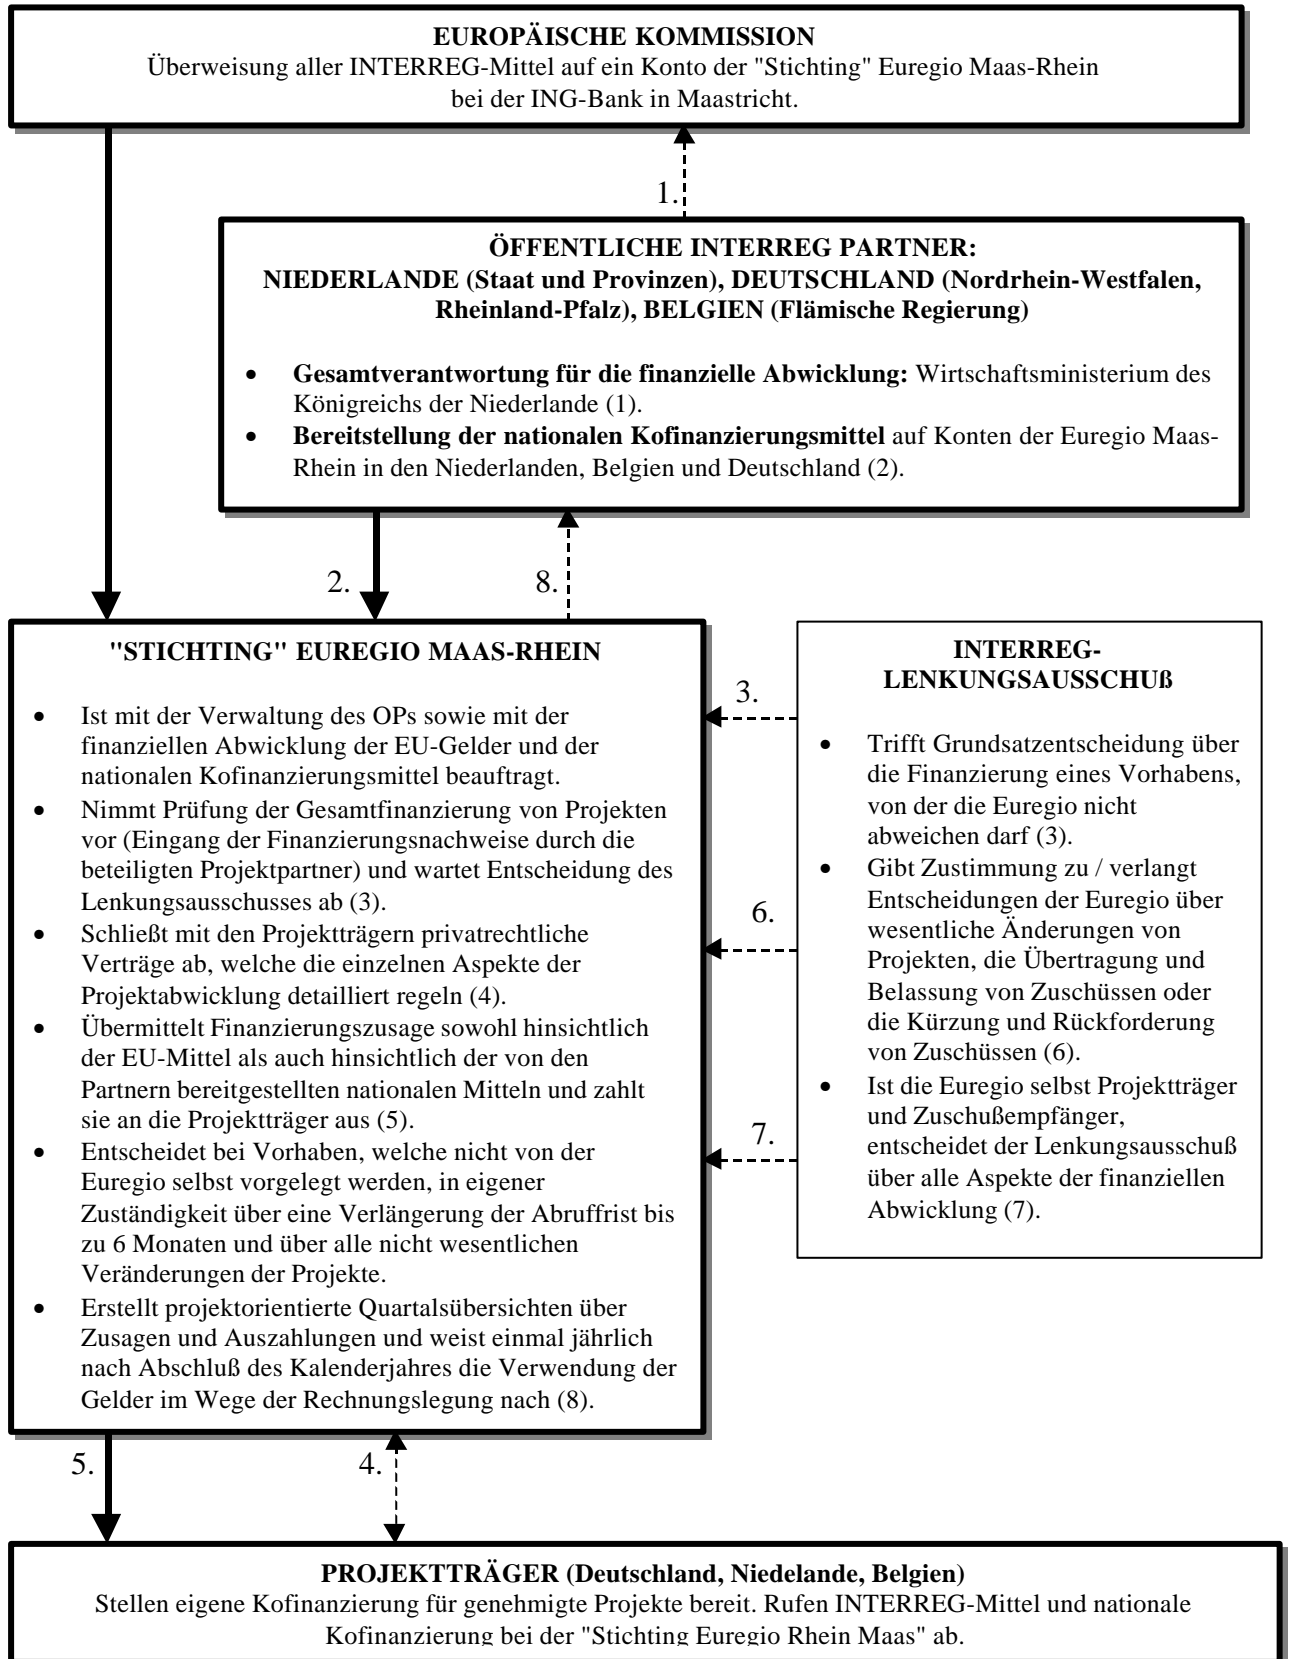 EUROPÄISCHE KOMMISSION
Überweisung aller INTERREG-Mittel auf ein Konto der "Stichting" Euregio Maas-Rhein
bei der ING-Bank in Maastricht.
1.
ÖFFENTLICHE INTERREG PARTNER:
NIEDERLANDE (Staat und Provinzen), DEUTSCHLAND (Nordrhein-Westfalen,
Rheinland-Pfalz), BELGIEN (Flämische Regierung)
• Gesamtverantwortung für die finanzielle Abwicklung: Wirtschaftsministerium des
Königreichs der Niederlande (1).
• Bereitstellung der nationalen Kofinanzierungsmittel auf Konten der Euregio Maas-
Rhein in den Niederlanden, Belgien und Deutschland (2).
2.
8.
"STICHTING" EUREGIO MAAS-RHEIN
• Ist mit der Verwaltung des OPs sowie mit der
finanziellen Abwicklung der EU-Gelder und der
nationalen Kofinanzierungsmittel beauftragt.
• Nimmt Prüfung der Gesamtfinanzierung von Projekten
vor (Eingang der Finanzierungsnachweise durch die
beteiligten Projektpartner) und wartet Entscheidung des
Lenkungsausschusses ab (3).
• Schließt mit den Projektträgern privatrechtliche
Verträge ab, welche die einzelnen Aspekte der
Projektabwicklung detailliert regeln (4).
• Übermittelt Finanzierungszusage sowohl hinsichtlich
der EU-Mittel als auch hinsichtlich der von den
Partnern bereitgestellten nationalen Mitteln und zahlt
sie an die Projektträger aus (5).
• Entscheidet bei Vorhaben, welche nicht von der
Euregio selbst vorgelegt werden, in eigener
Zuständigkeit über eine Verlängerung der Abruffrist bis
zu 6 Monaten und über alle nicht wesentlichen
Veränderungen der Projekte.
• Erstellt projektorientierte Quartalsübersichten über
Zusagen und Auszahlungen und weist einmal jährlich
nach Abschluß des Kalenderjahres die Verwendung der
Gelder im Wege der Rechnungslegung nach (8).
3.
6.
7.
INTERREG-
LENKUNGSAUSSCHUß
• Trifft Grundsatzentscheidung über
die Finanzierung eines Vorhabens,
von der die Euregio nicht
abweichen darf (3).
• Gibt Zustimmung zu / verlangt
Entscheidungen der Euregio über
wesentliche Änderungen von
Projekten, die Übertragung und
Belassung von Zuschüssen oder
die Kürzung und Rückforderung
von Zuschüssen (6).
• Ist die Euregio selbst Projektträger
und Zuschußempfänger,
entscheidet der Lenkungsausschuß
über alle Aspekte der finanziellen
Abwicklung (7).
5.
4.
PROJEKTTRÄGER (Deutschland, Niedelande, Belgien)
Stellen eigene Kofinanzierung für genehmigte Projekte bereit. Rufen INTERREG-Mittel und nationale
Kofinanzierung bei der "Stichting Euregio Rhein Maas" ab.